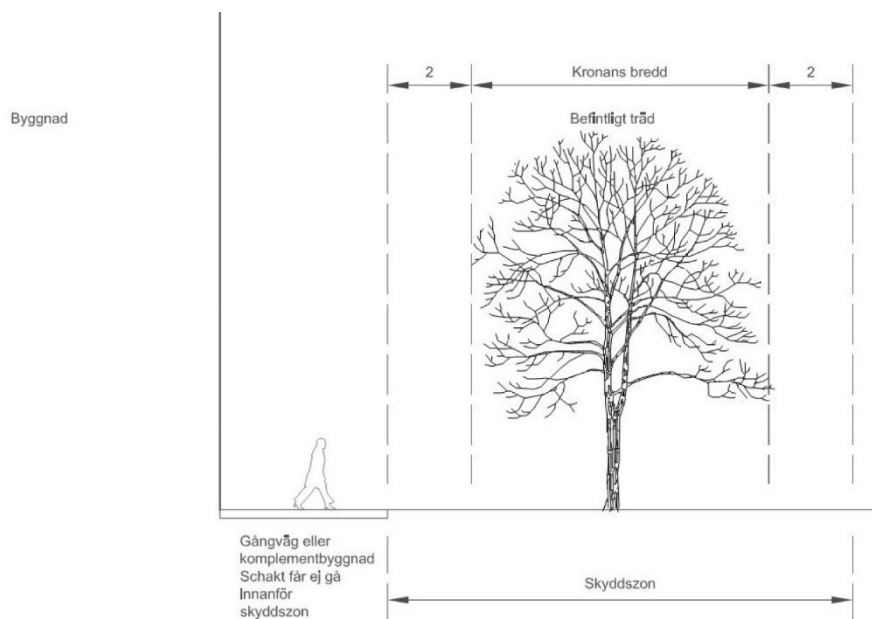 2
Kronans bredd
2
Byggnad
Befintligt träd
Gångväg eller
komplementbyggnad
Schakt får ej gå
Innanför
skyddszon
Skyddszon